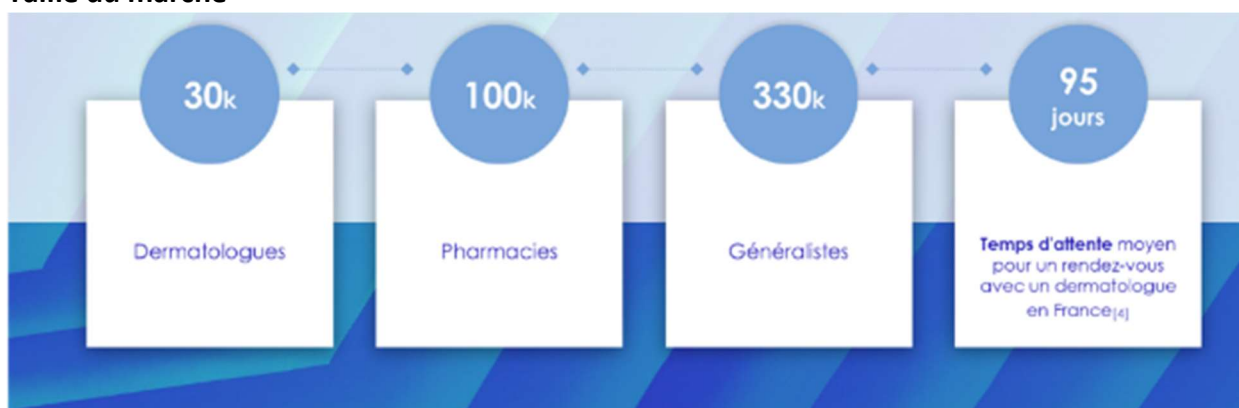 Taille du marché
30k
100k
330k
95
jours
Dermatologues
Pharmacies
Généralistes
Temps d'attente moyen
pour un rendez-vous
avec un dermatologue
en France[4]